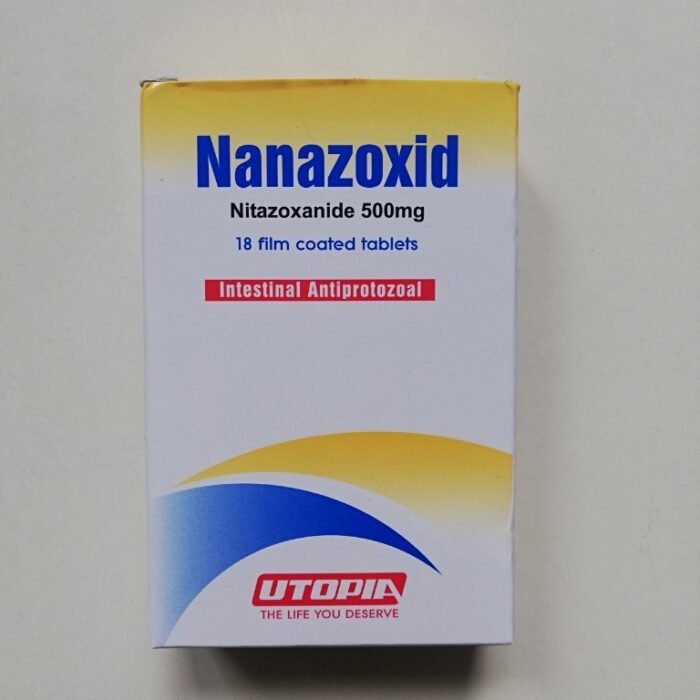 Nanazoxid
Nitazoxanide 500mg
18 film coated tablets
Intestinal Antiprotozoal
UTOPIA
THE LIFE YOU DESERVE